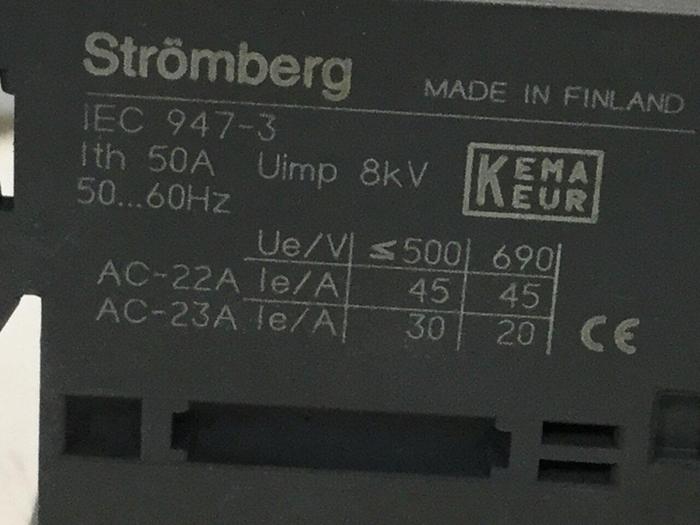 Strömberg
MADE IN FINLAND
IEC 947-3
Ith 50A Uimp 8kV
50...60Hz
KEMA
KEUR
Ue/V ≤500 690
AC-22A Ie/A 45 45
AC-23A Ie/A 30 20
CE